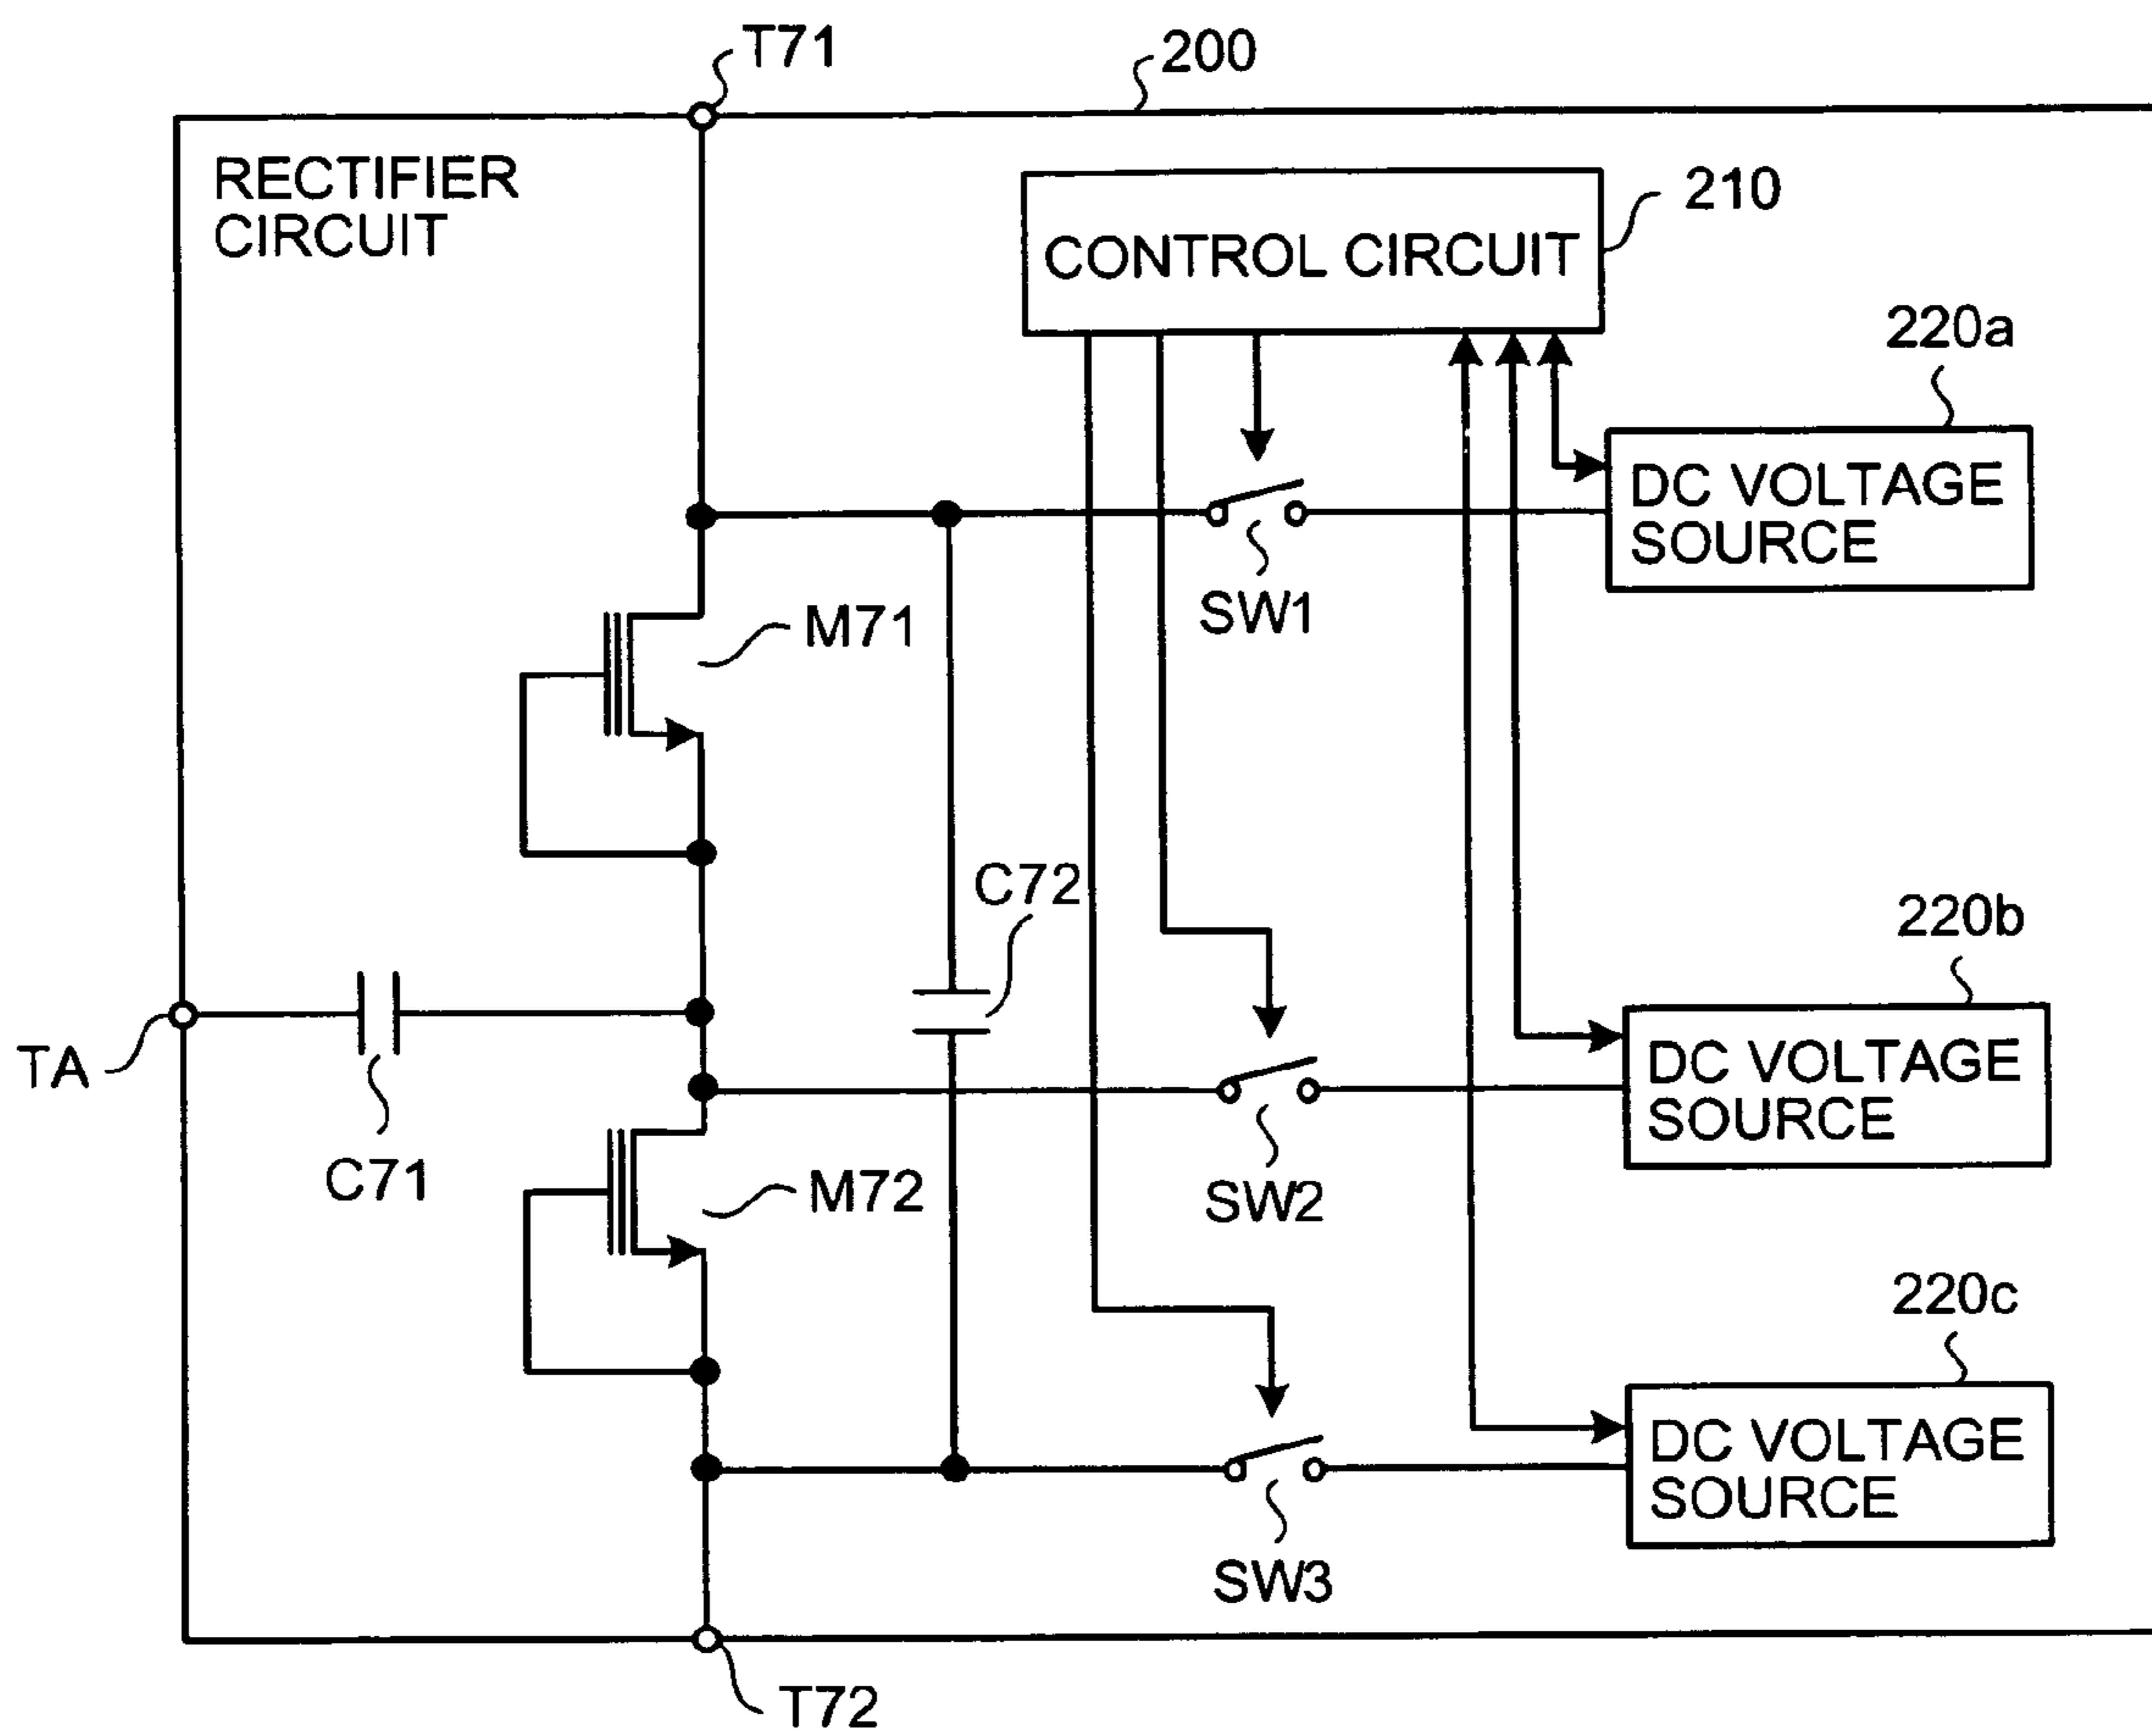 T71
200
RECTIFIER
CIRCUIT
210
CONTROL CIRCUIT
220a
DC VOLTAGE
SOURCE
SW1
M71
C72
220b
TA
DC VOLTAGE
SOURCE
C71
M72
SW2
220c
DC VOLTAGE
SOURCE
SW3
T72